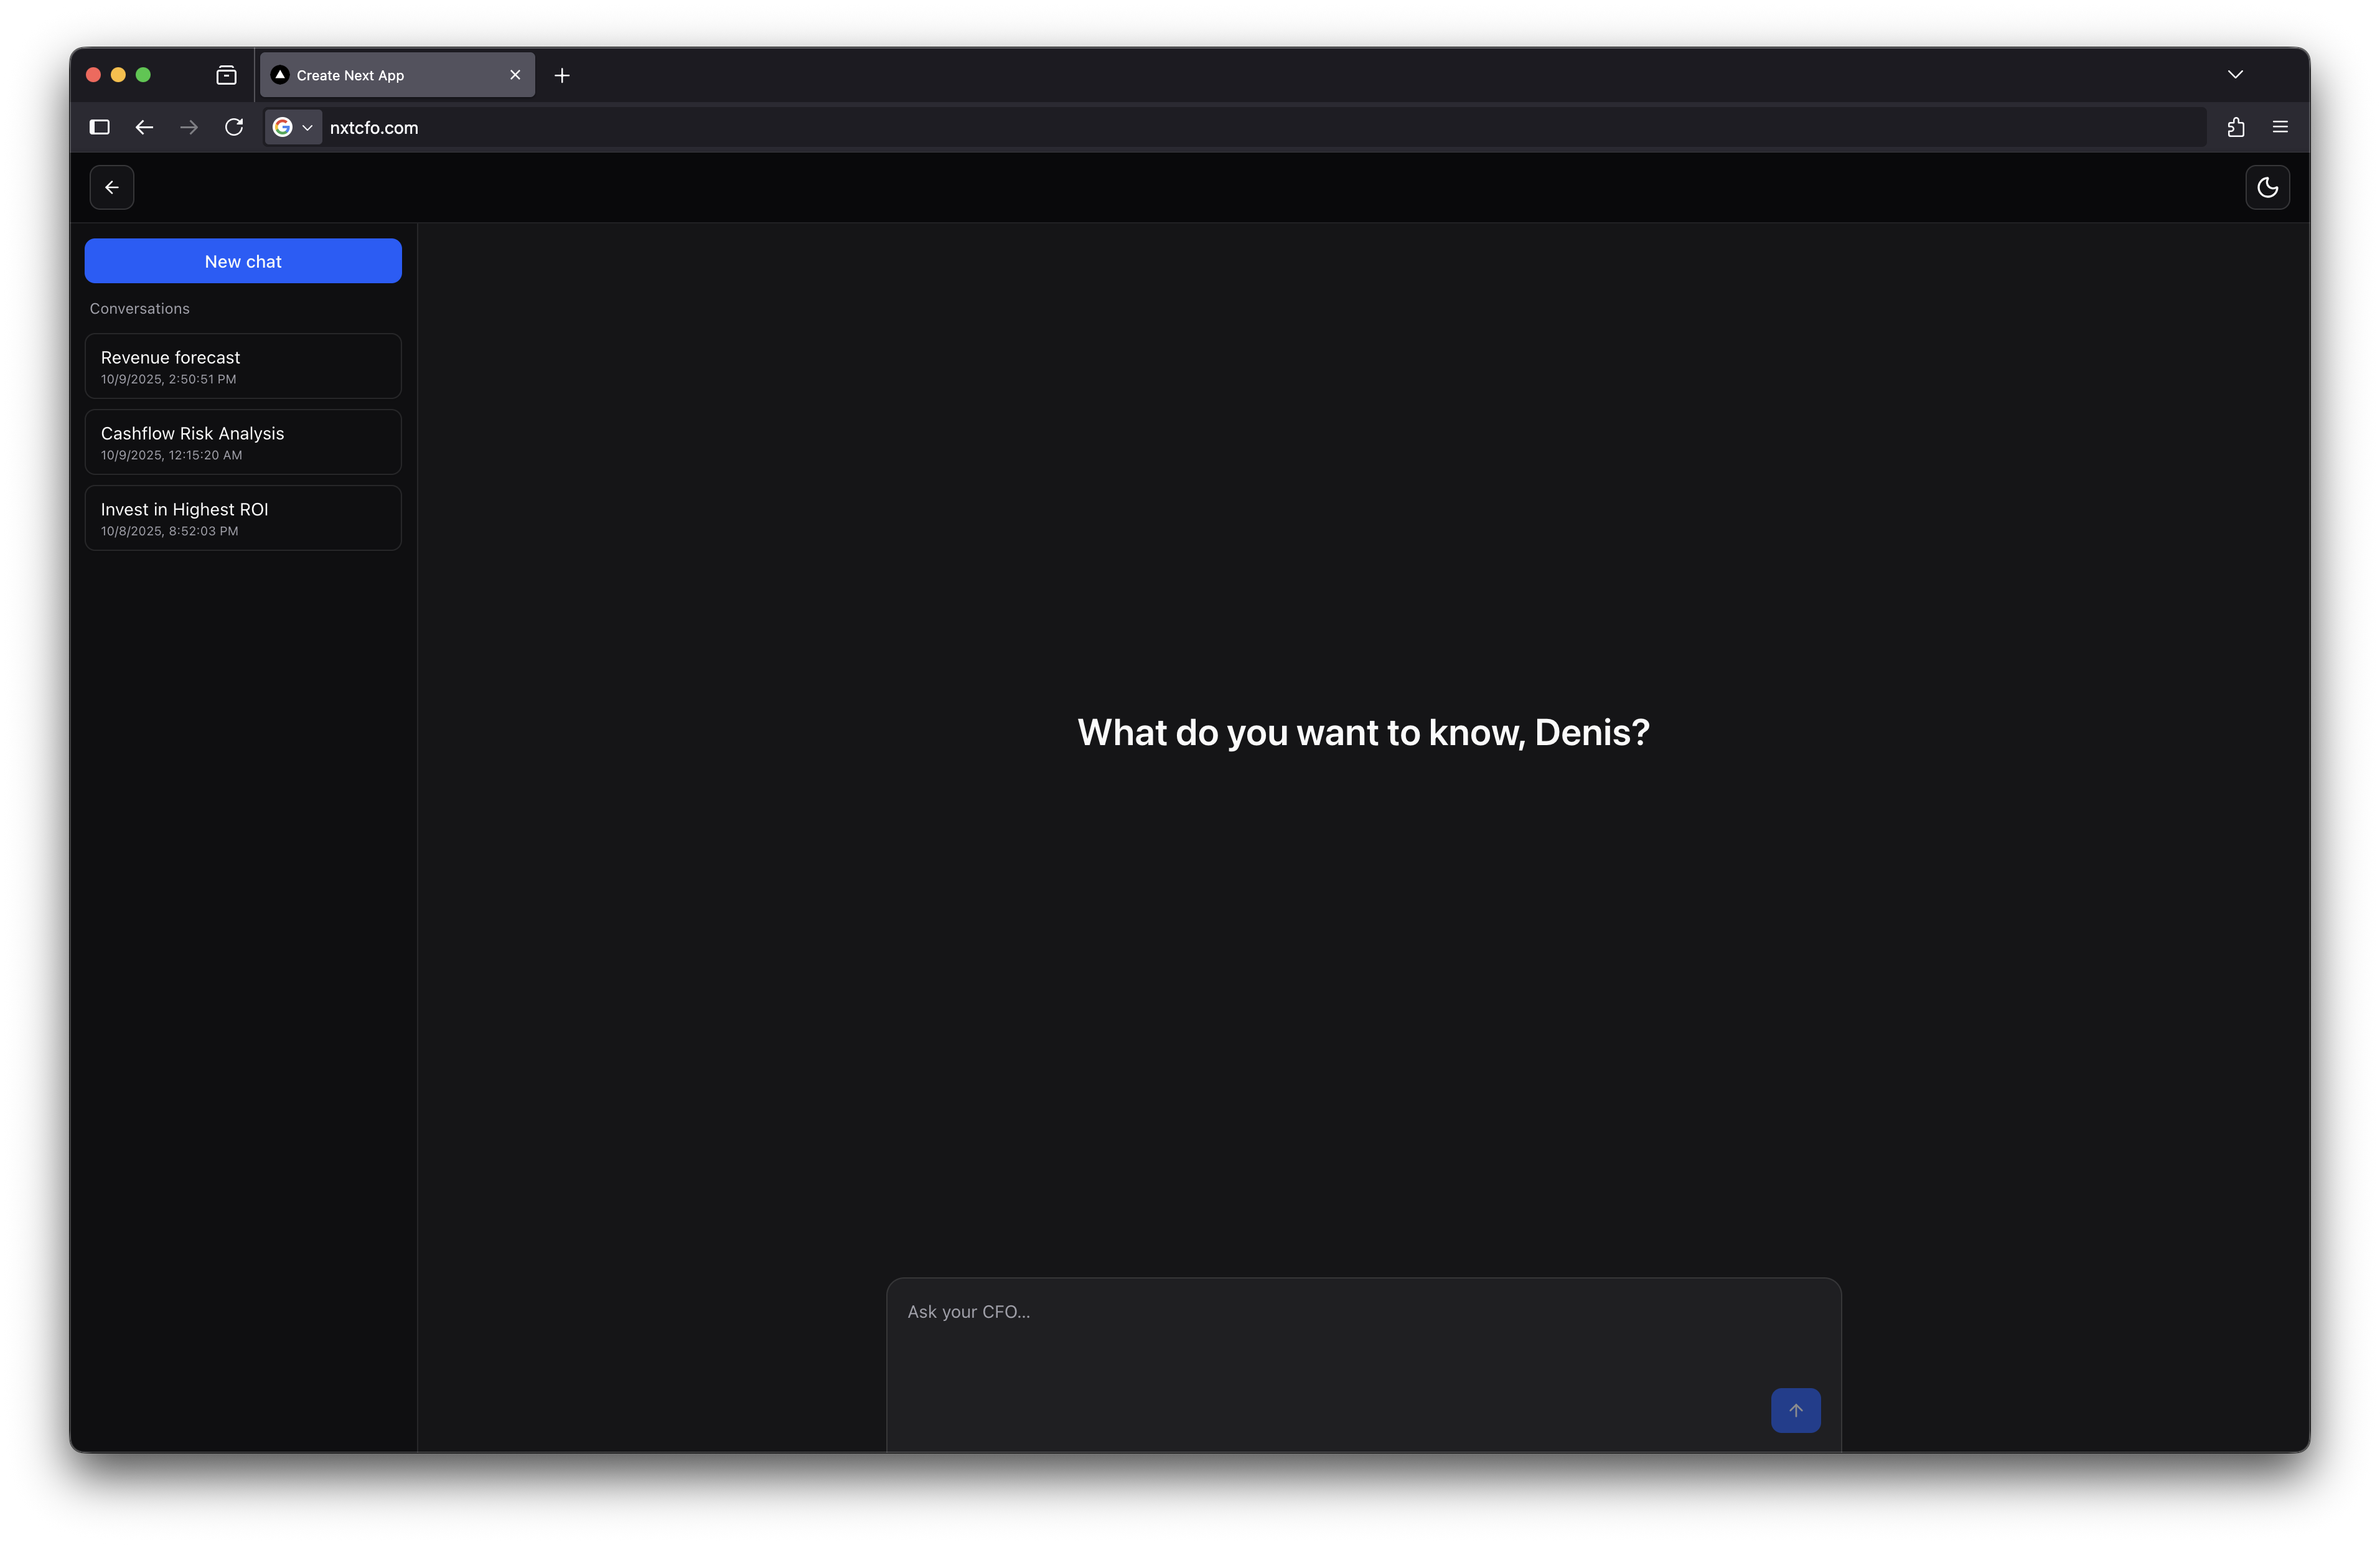 Create Next App
nxtcfo.com
New chat
Conversations
Revenue forecast
10/9/2025, 2:50:51 PM
Cashflow Risk Analysis
10/9/2025, 12:15:20 AM
Invest in Highest ROI
10/8/2025, 8:52:03 PM
What do you want to know, Denis?
Ask your CFO...